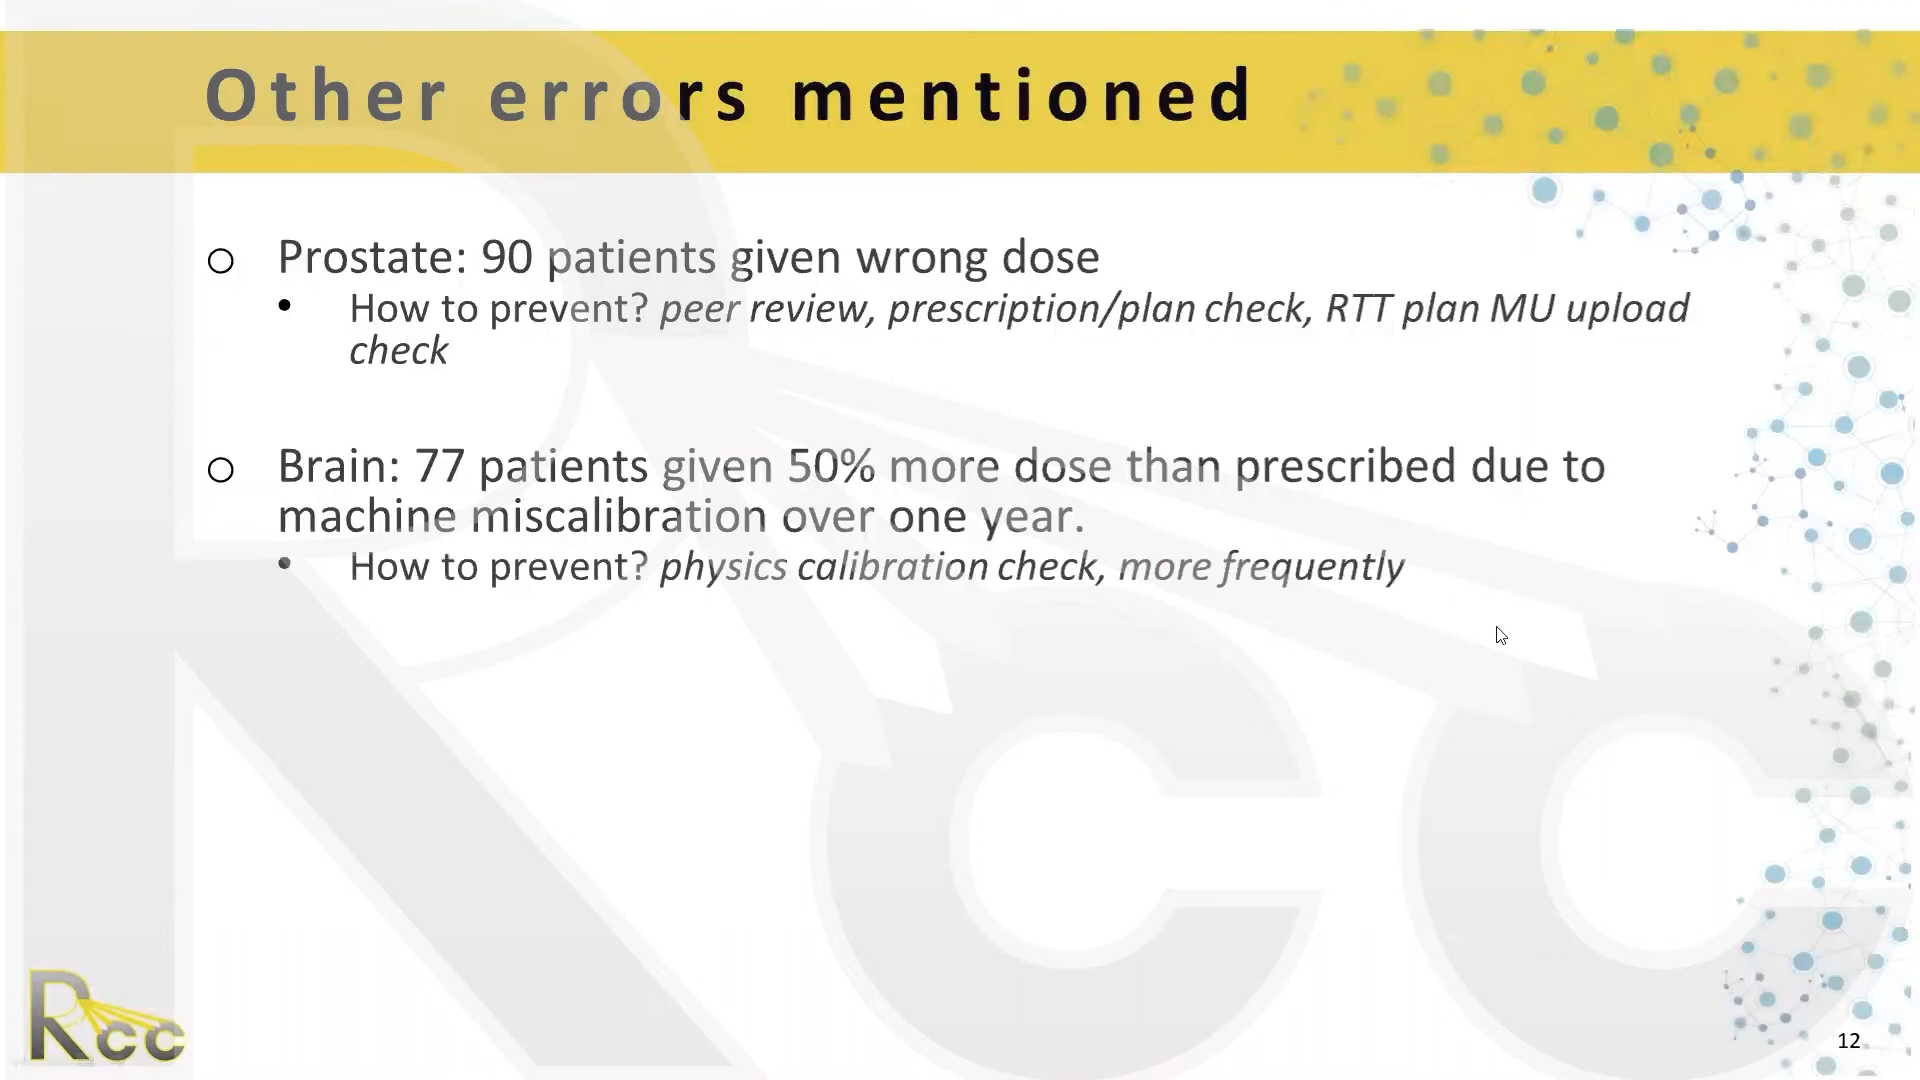 Other errors mentioned
Prostate: 90 patients given wrong dose
How to prevent? peer review, prescription/plan check, RTT plan MU upload
check
Brain: 77 patients given 50% more dose than prescribed due to
machine miscalibration over one year.
How to prevent? physics calibration check, more frequently
Rcc
12